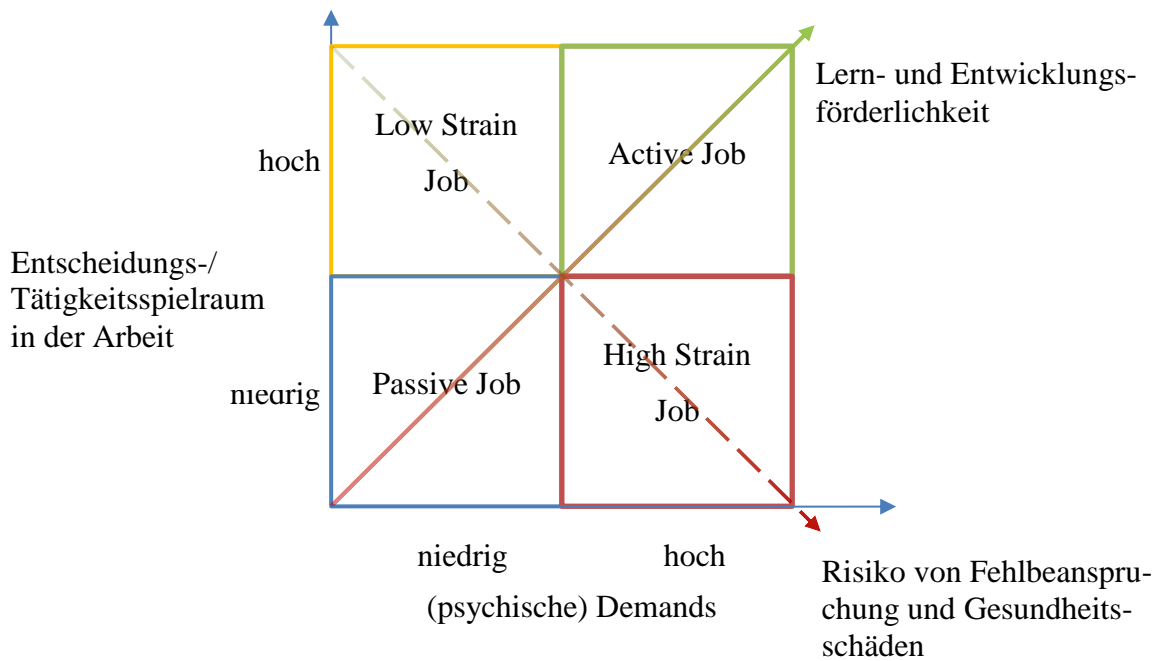 Lern- und Entwicklungs-
förderlichkeit
Low Strain
Job
Active Job
hoch
Entscheidungs-/
Tätigkeitsspielraum
in der Arbeit
niedrig
Passive Job
High Strain
Job
niedrig
hoch
(psychische) Demands
Risiko von Fehlbeanspru-
chung und Gesundheits-
schäden